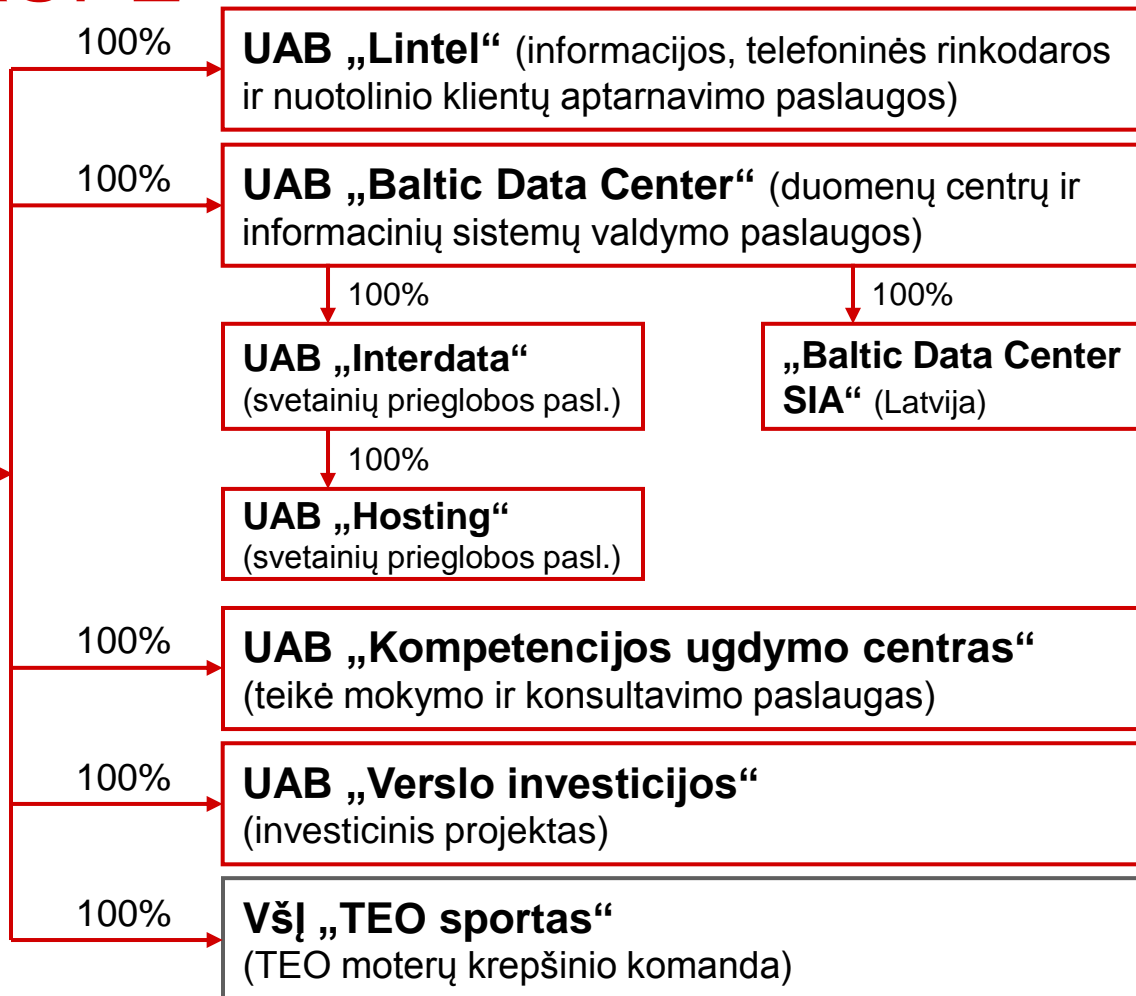 100%
UAB „Lintel“ (informacijos, telefoninės rinkodaros
ir nuotolinio klientų aptarnavimo paslaugos)
100%
UAB „Baltic Data Center“ (duomenų centrų ir
informacinių sistemų valdymo paslaugos)
100%
100%
UAB „Interdata“
(svetainių prieglobos pasl.)
„Baltic Data Center
SIA“ (Latvija)
100%
UAB „Hosting“
(svetainių prieglobos pasl.)
100%
UAB „Kompetencijos ugdymo centras“
(teikė mokymo ir konsultavimo paslaugas)
100%
UAB „Verslo investicijos“
(investicinis projektas)
100%
VšĮ „TEO sportas“
(TEO moterų krepšinio komanda)